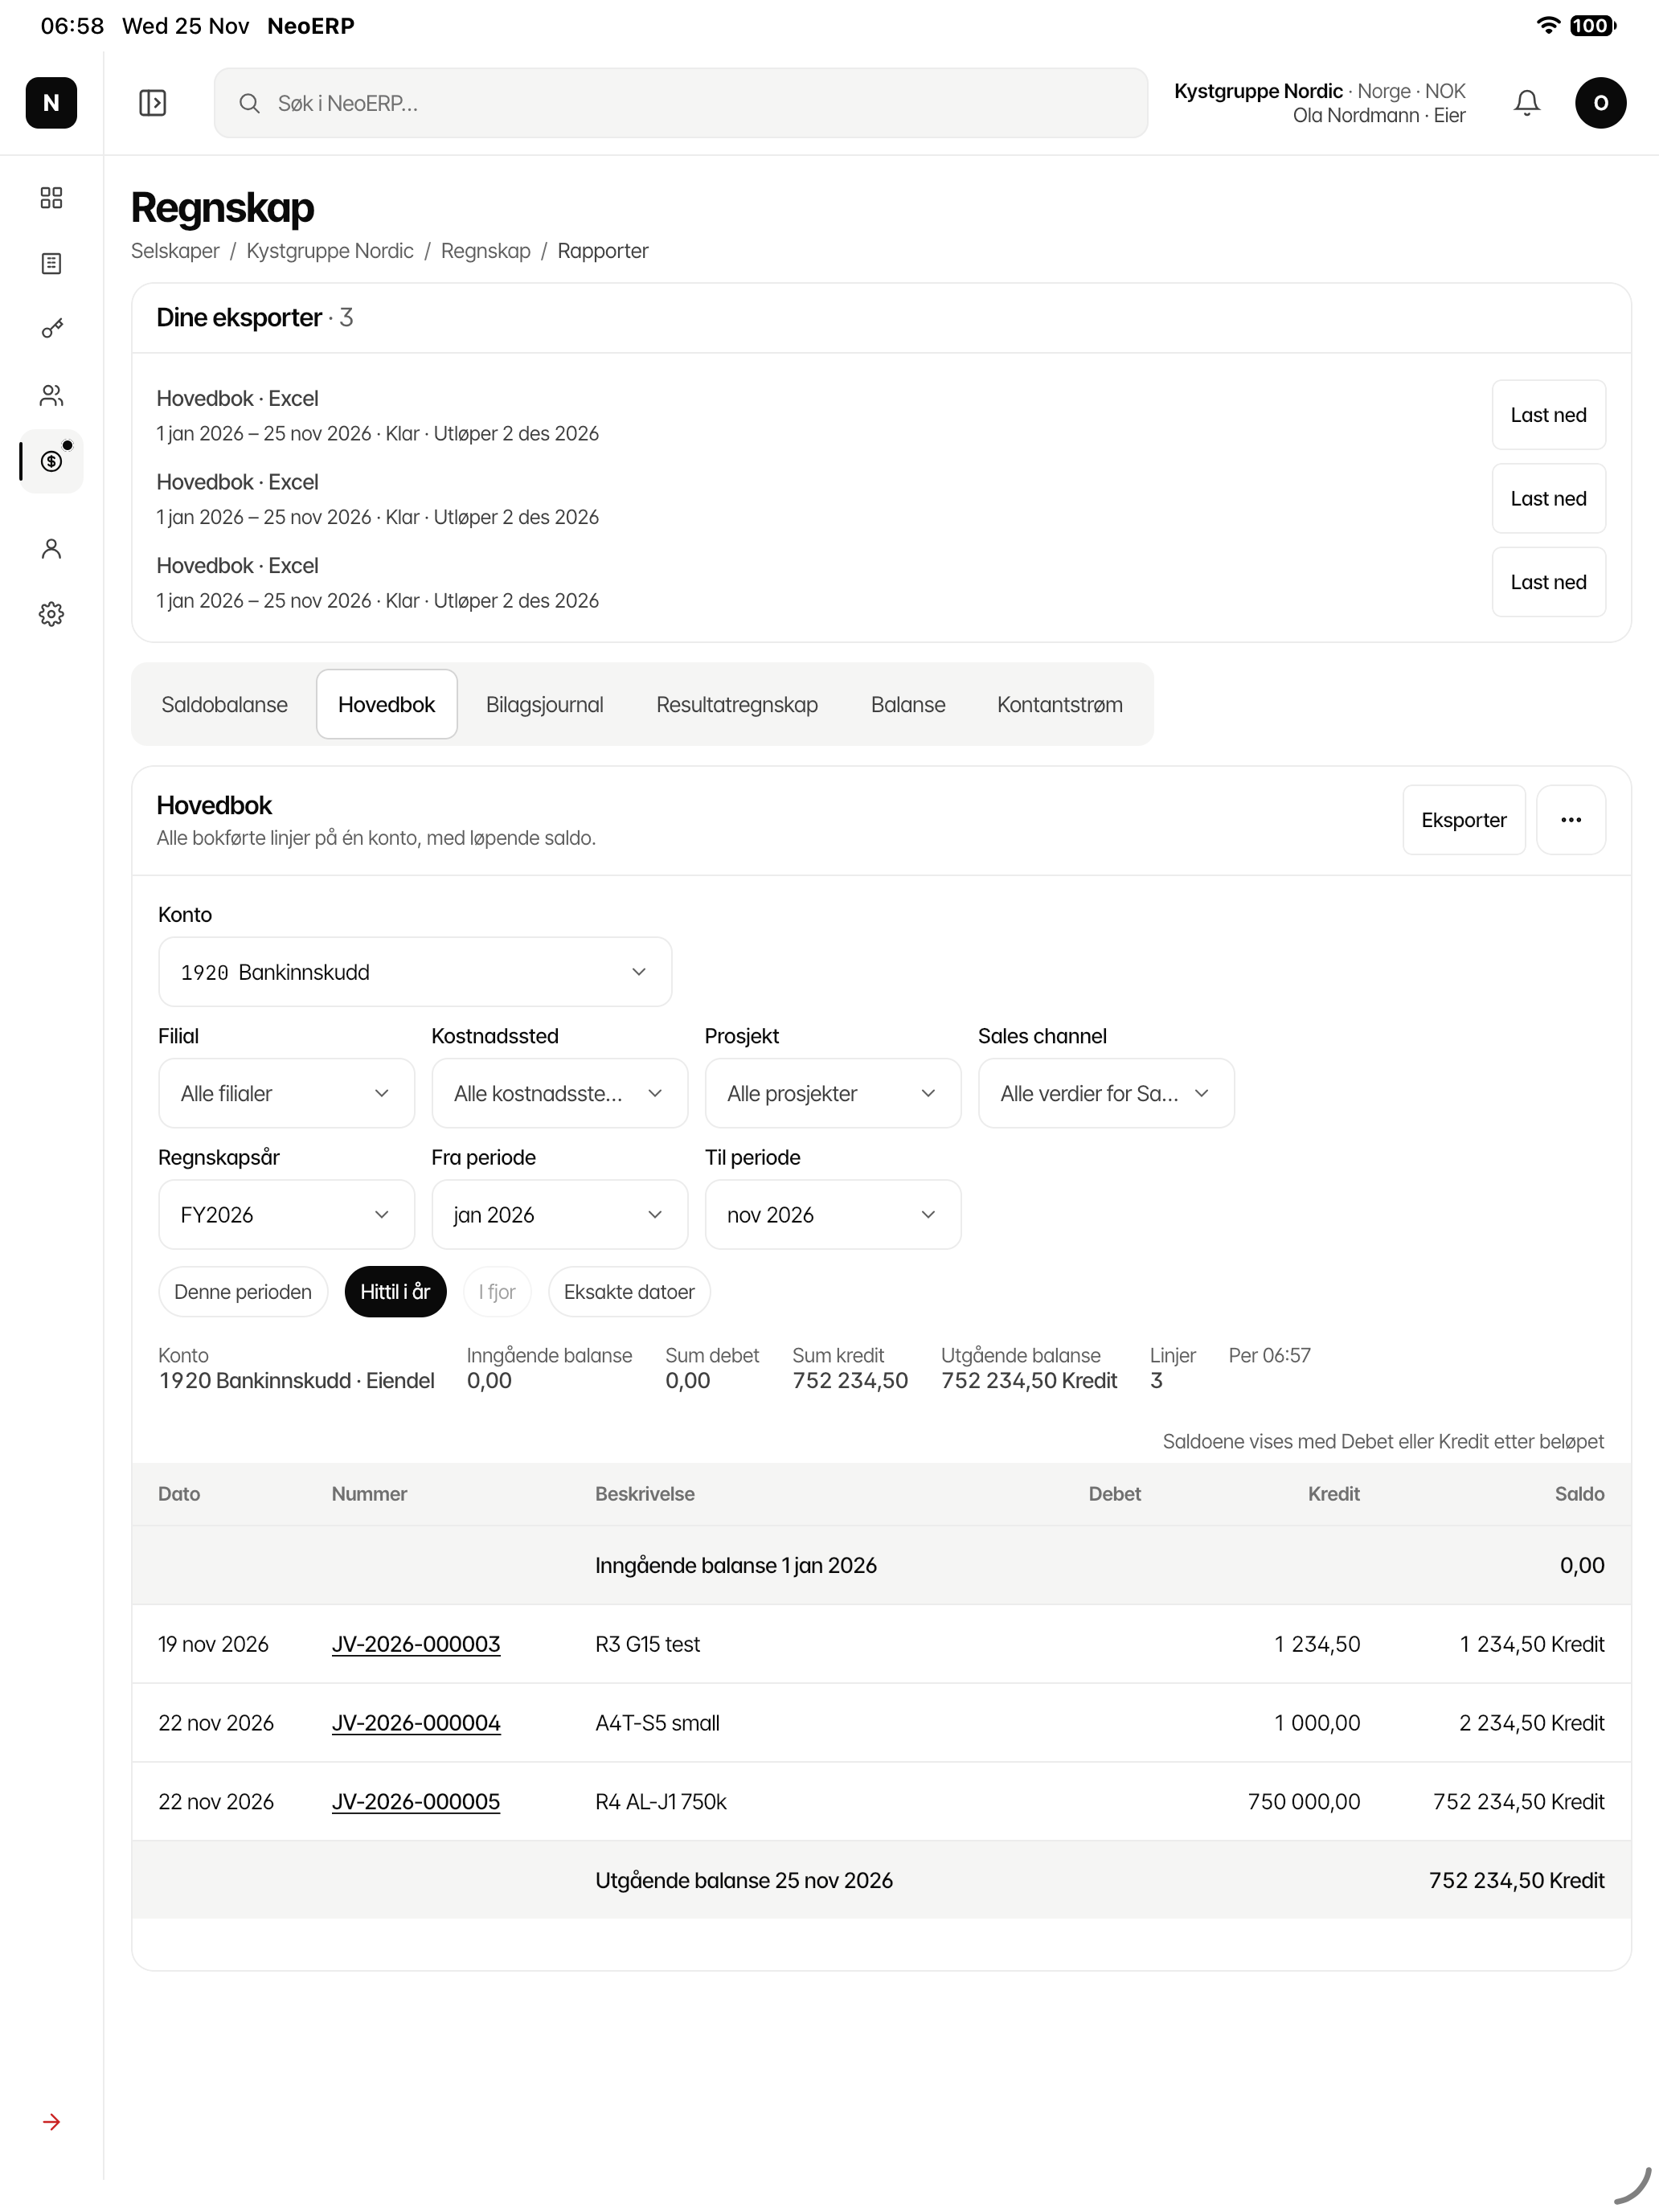 06:58 Wed 25 Nov NeoERP
100
N
Søk i NeoERP...
Kystgruppe Nordic · Norge · NOK
Ola Nordmann · Eier
O
Regnskap
Selskaper / Kystgruppe Nordic / Regnskap / Rapporter
Dine eksporter · 3
Hovedbok · Excel
1 jan 2026 – 25 nov 2026 · Klar · Utløper 2 des 2026
Last ned
Hovedbok · Excel
1 jan 2026 – 25 nov 2026 · Klar · Utløper 2 des 2026
Last ned
Hovedbok · Excel
1 jan 2026 – 25 nov 2026 · Klar · Utløper 2 des 2026
Last ned
Saldobalanse Hovedbok Bilagsjournal Resultatregnskap Balanse Kontantstrøm
Hovedbok
Alle bokførte linjer på én konto, med løpende saldo.
Eksporter
Konto
1920 Bankinnskudd
Filial Kostnadssted Prosjekt Sales channel
Alle filialer Alle kostnadsste... Alle prosjekter Alle verdier for Sa...
Regnskapsår Fra periode Til periode
FY2026 jan 2026 nov 2026
Denne perioden Hittil i år I fjor Eksakte datoer
Konto Inngående balanse Sum debet Sum kredit Utgående balanse Linjer Per 06:57
1920 Bankinnskudd · Eiendel 0,00 0,00 752 234,50 752 234,50 Kredit 3
Saldoene vises med Debet eller Kredit etter beløpet
Dato Nummer Beskrivelse Debet Kredit Saldo
Inngående balanse 1 jan 2026 0,00
19 nov 2026 JV-2026-000003 R3 G15 test 1 234,50 1 234,50 Kredit
22 nov 2026 JV-2026-000004 A4T-S5 small 1 000,00 2 234,50 Kredit
22 nov 2026 JV-2026-000005 R4 AL-J1 750k 750 000,00 752 234,50 Kredit
Utgående balanse 25 nov 2026 752 234,50 Kredit